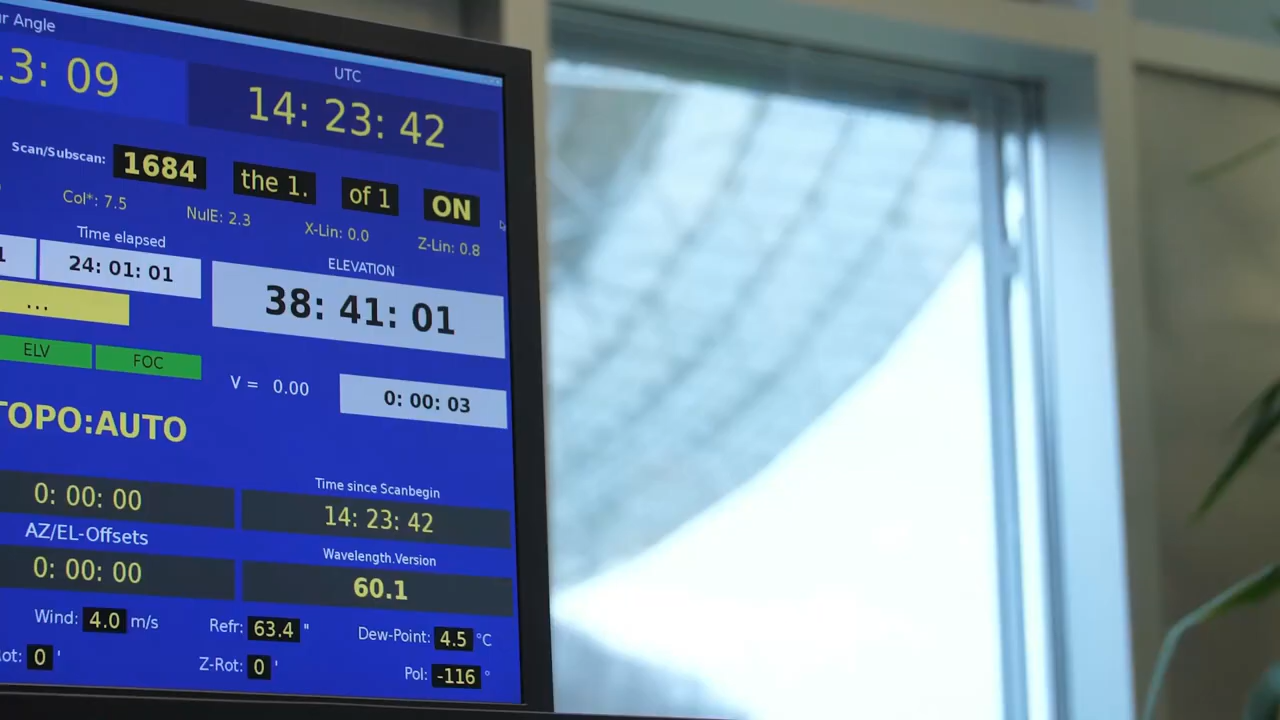 r Angle
3: 09
UTC
14: 23: 42
Scan/Subscan: 1684 the 1. of 1 ON
Col*: 7.5 NulE: 2.3 X-Lin: 0.0 Z-Lin: 0.8
Time elapsed
24: 01: 01
ELEVATION
38: 41: 01
...
ELV FOC
V = 0.00 0: 00: 03
TOPO:AUTO
0: 00: 00
Time since Scanbegin
14: 23: 42
AZ/EL-Offsets
0: 00: 00
Wavelength.Version
60.1
Wind: 4.0 m/s Refr: 63.4 " Dew-Point: 4.5 °C
ot: 0 ' Z-Rot: 0 ' Pol: -116 °